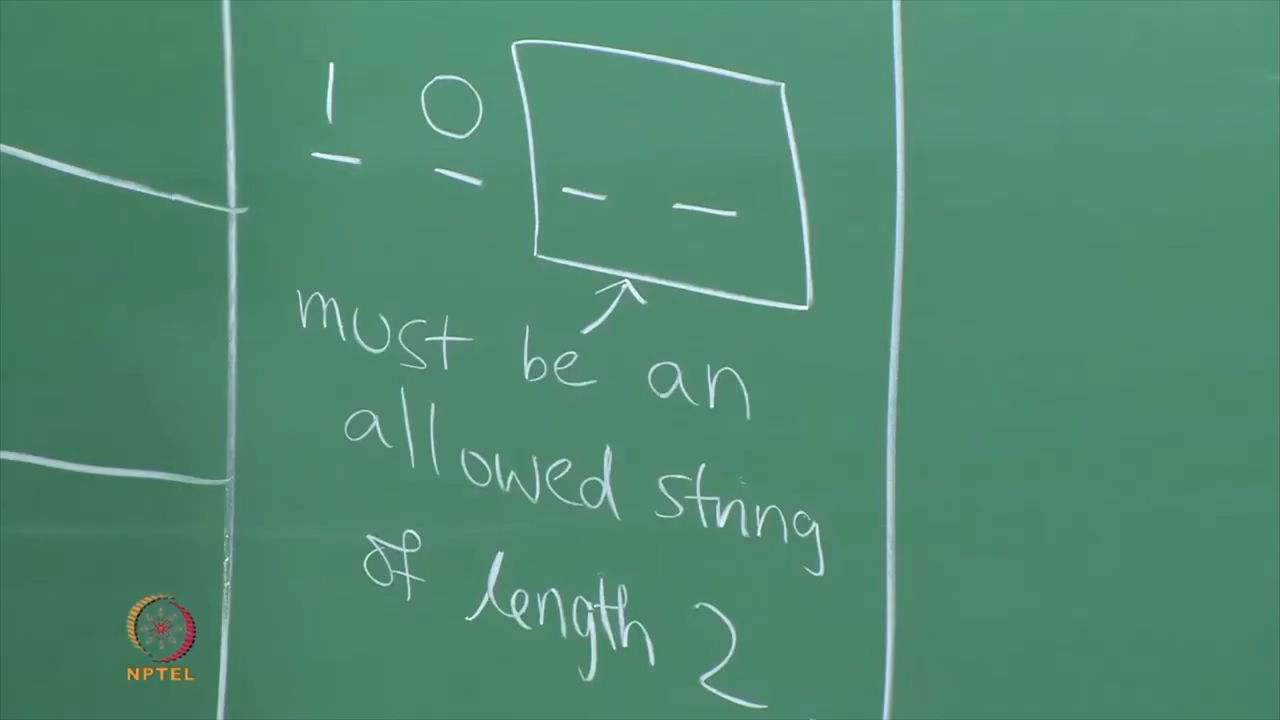 1 0 _ _
must be an
allowed string
of length 2
NPTEL